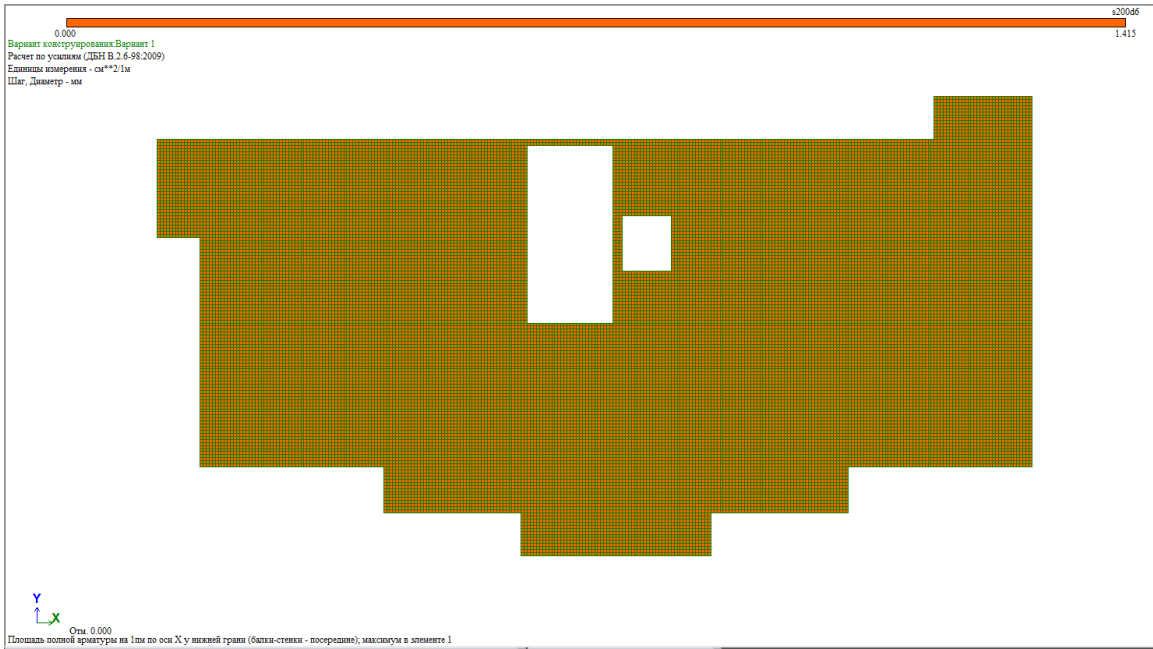 s200d6
0.000
1.415
Вариант конструирования:Вариант 1
Расчет по усилиям (ДБН В.2.6-98:2009)
Единицы измерения - см**2/1м
Шаг, Диаметр - мм
Y
X
Отм. 0.000
Площадь полной арматуры на 1пм по оси X у нижней грани (балки-стенки - посередине); максимум в элементе 1